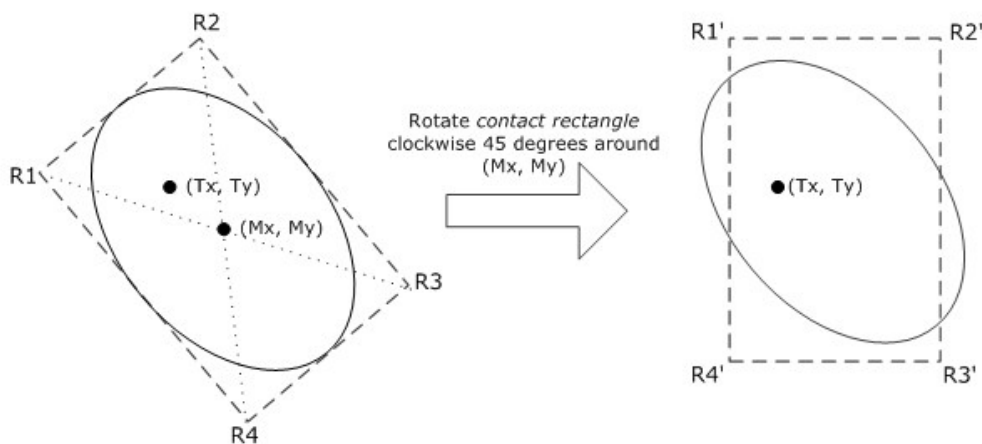 R2
R1
(Tx, Ty)
(Mx, My)
R3
R4
Rotate contact rectangle
clockwise 45 degrees around
(Mx, My)
R1'
R2'
(Tx, Ty)
R4'
R3'